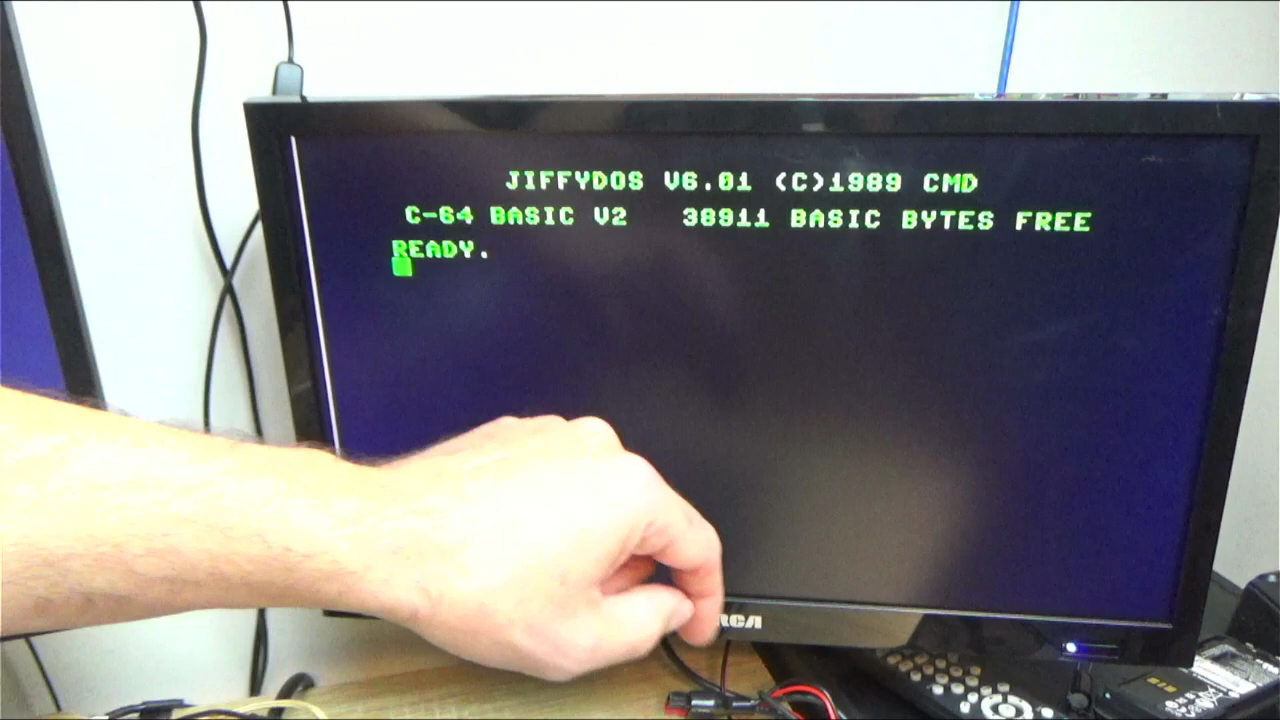 JIFFYDOS V6.01 (C)1989 CMD
C-64 BASIC V2   38911 BASIC BYTES FREE
READY.
RCA